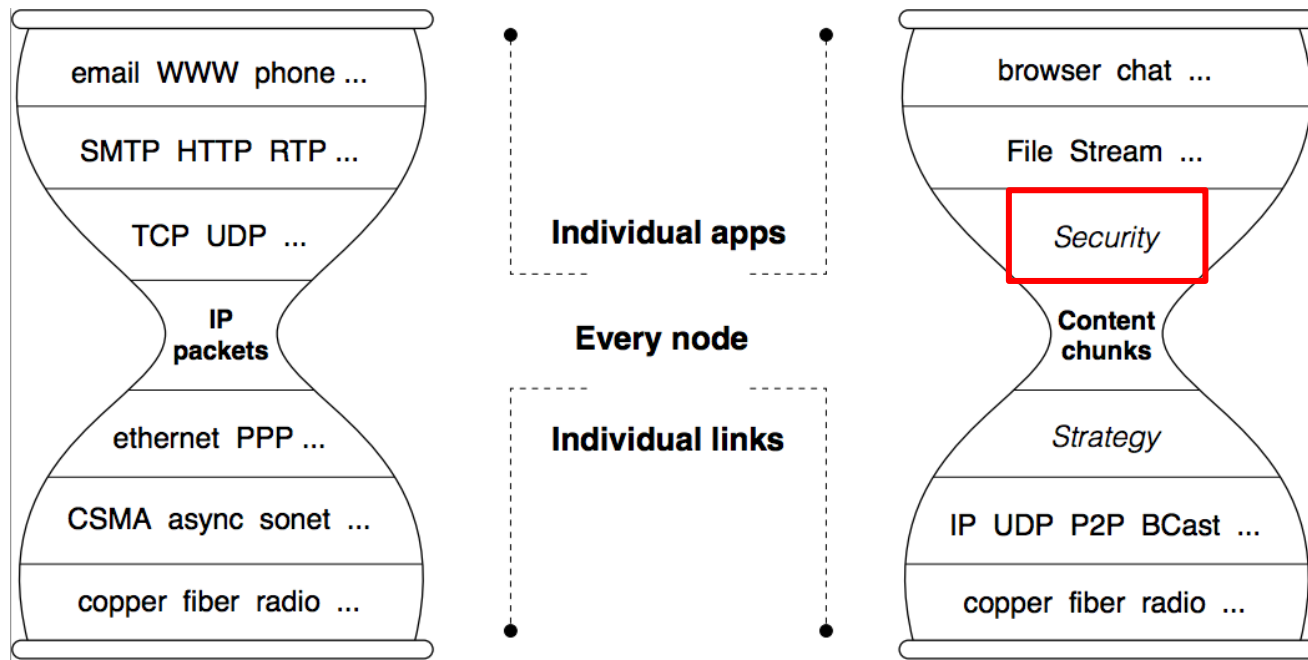 email WWW phone ...
SMTP HTTP RTP ...
TCP UDP ...
IP
packets
ethernet PPP ...
CSMA async sonet ...
copper fiber radio ...
Individual apps
Every node
Individual links
browser chat ...
File Stream ...
Security
Content
chunks
Strategy
IP UDP P2P BCast ...
copper fiber radio ...